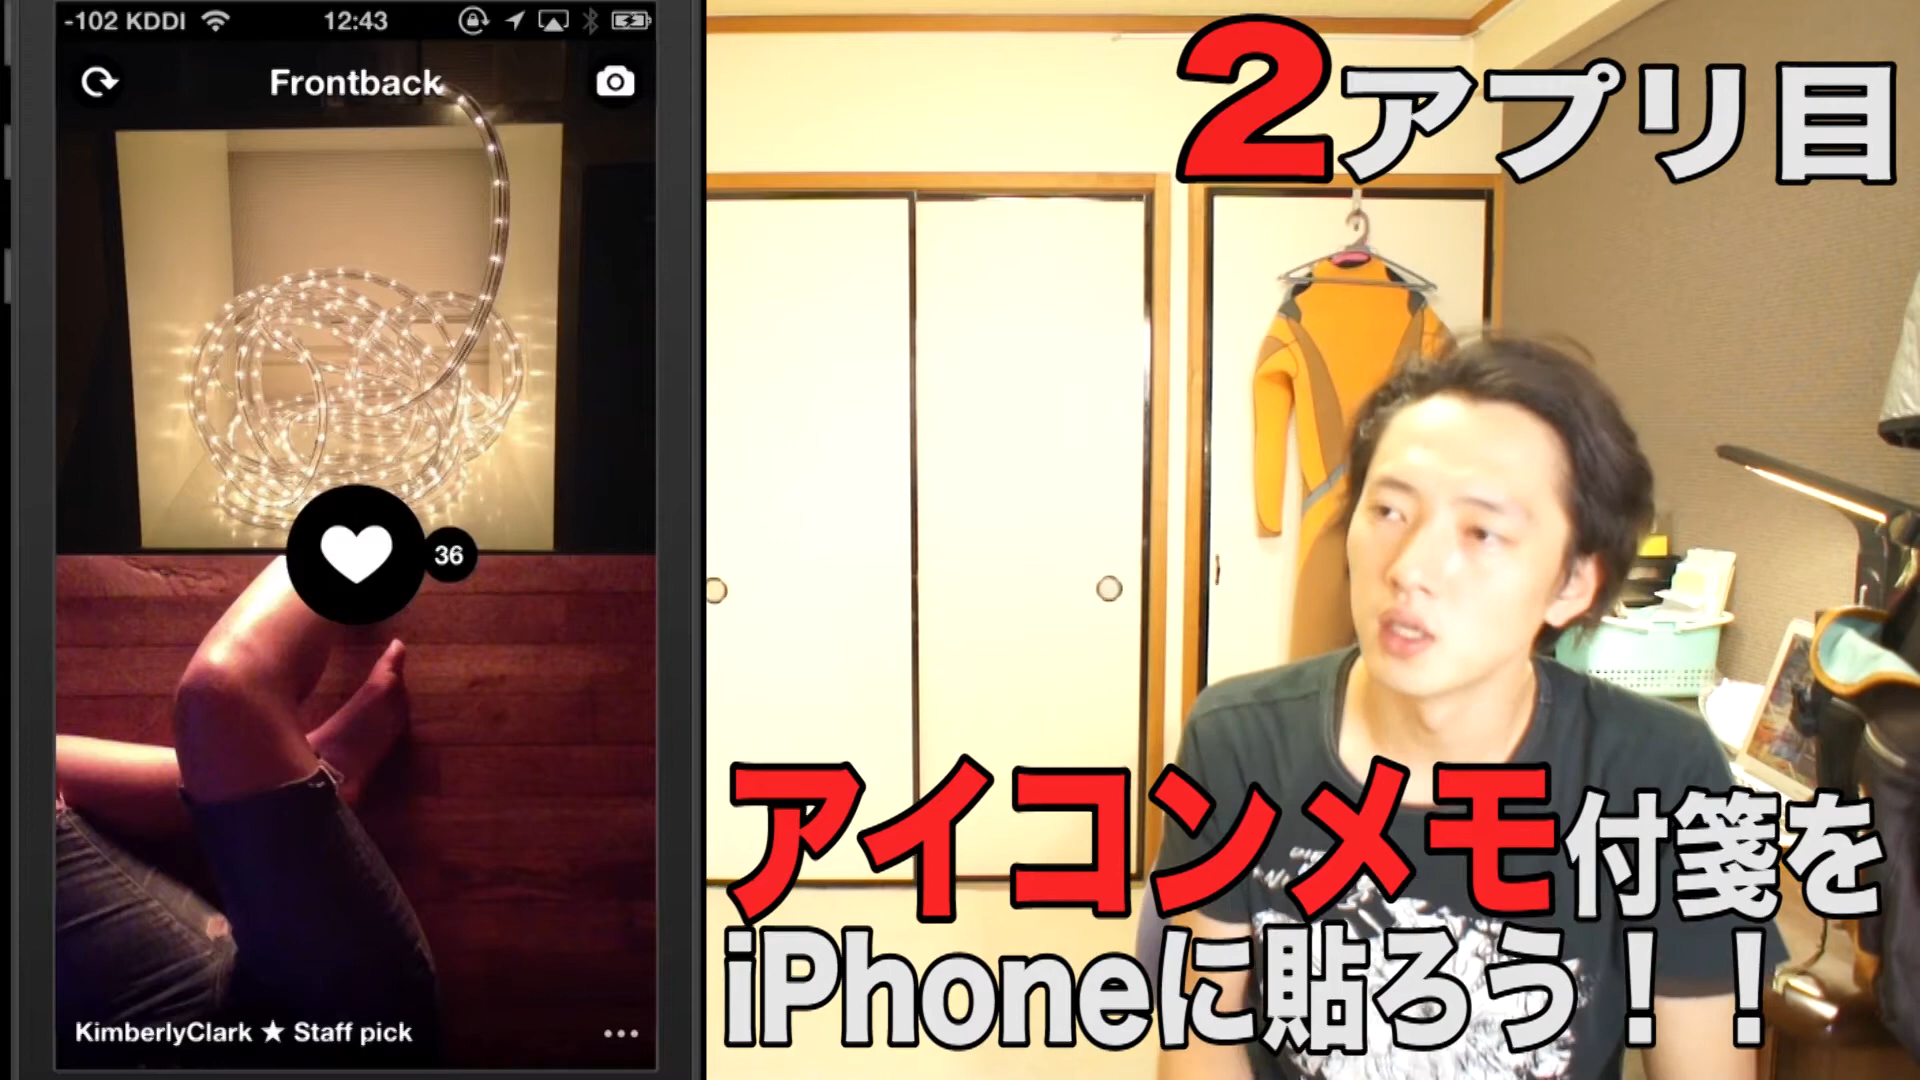 -102 KDDI 12:43
Frontback
36
KimberlyClark ★ Staff pick
2アプリ目
アイコンメモ付箋を
iPhoneに貼ろう！！